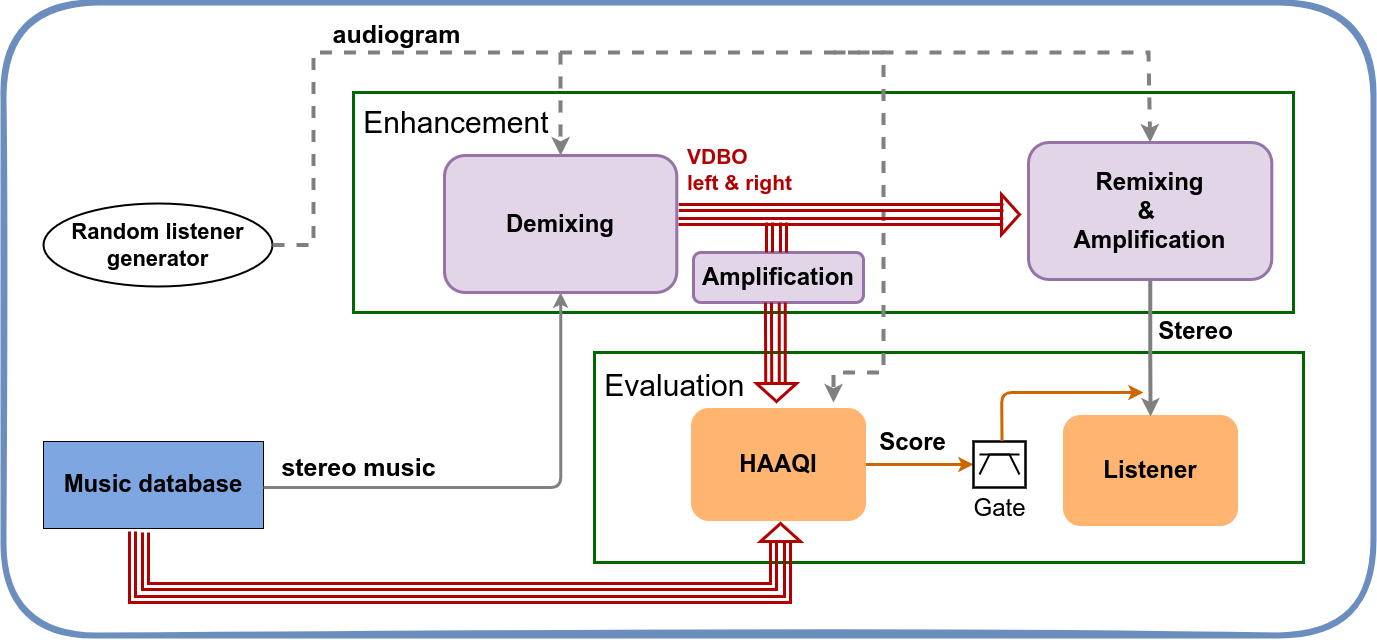 audiogram
Enhancement
VDBO
left & right
Demixing
Remixing
&
Amplification
Random listener
generator
Amplification
Stereo
Evaluation
Music database
stereo music
HAAQI
Score
Gate
Listener